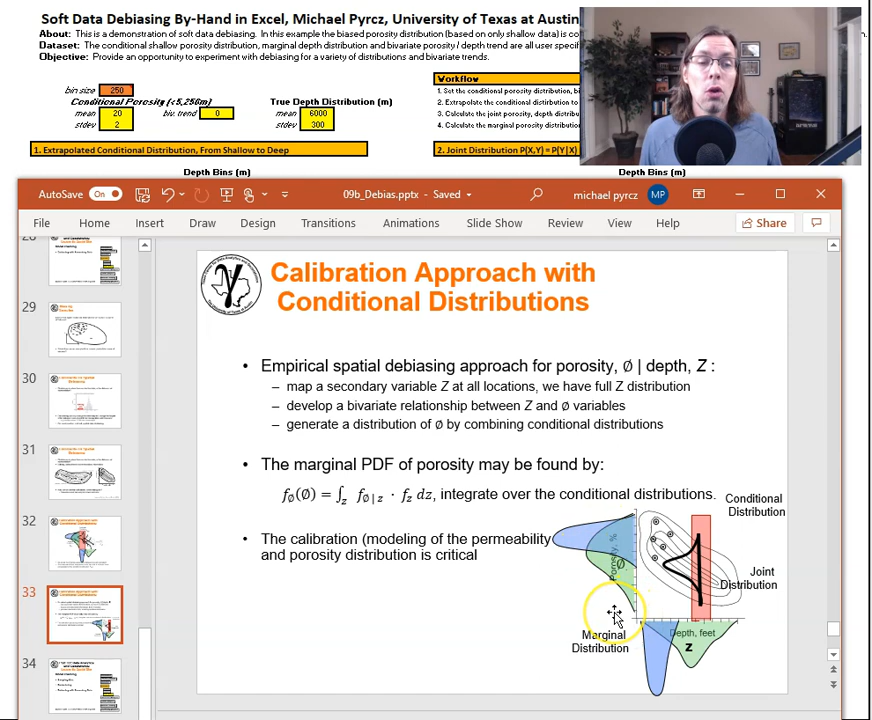 Soft Data Debiasing By-Hand in Excel, Michael Pyrcz, University of Texas at Austin
About: This is a demonstration of soft data debiasing. In this example the biased porosity distribution (based on only shallow data) is co
Dataset: The conditional shallow porosity distribution, marginal depth distribution and bivariate porosity / depth trend are all user specif
Objective: Provide an opportunity to experiment with debiasing for a variety of distributions and bivariate trends.
Workflow
bin size 250
1. Set the conditional porosity distribution, bi
Conditional Porosity (<5,250m) True Depth Distribution (m)
2. Extrapolate the conditional distribution to
mean 20 biv. trend 0 mean 6000
3. Calculate the joint porosity, depth distribu
stdev 2 stdev 300
4. Calculate the marginal porosity distribution
1. Extrapolated Conditional Distribution, From Shallow to Deep
2. Joint Distribution P(X,Y) = P(Y|X)
Depth Bins (m) Depth Bins (m)
AutoSave On 09b_Debias.pptx - Saved michael pyrcz MP
File Home Insert Draw Design Transitions Animations Slide Show Review View Help Share
29
30
31
32
33
34
Calibration Approach with
Conditional Distributions
• Empirical spatial debiasing approach for porosity, ∅ | depth, Z :
– map a secondary variable Z at all locations, we have full Z distribution
– develop a bivariate relationship between Z and ∅ variables
– generate a distribution of ∅ by combining conditional distributions
• The marginal PDF of porosity may be found by:
f∅(∅) = ∫z f∅|z · fz dz, integrate over the conditional distributions.
• The calibration (modeling of the permeability
and porosity distribution is critical
Conditional
Distribution
Porosity, %
∅
Joint
Distribution
Marginal
Distribution
Depth, feet
Z